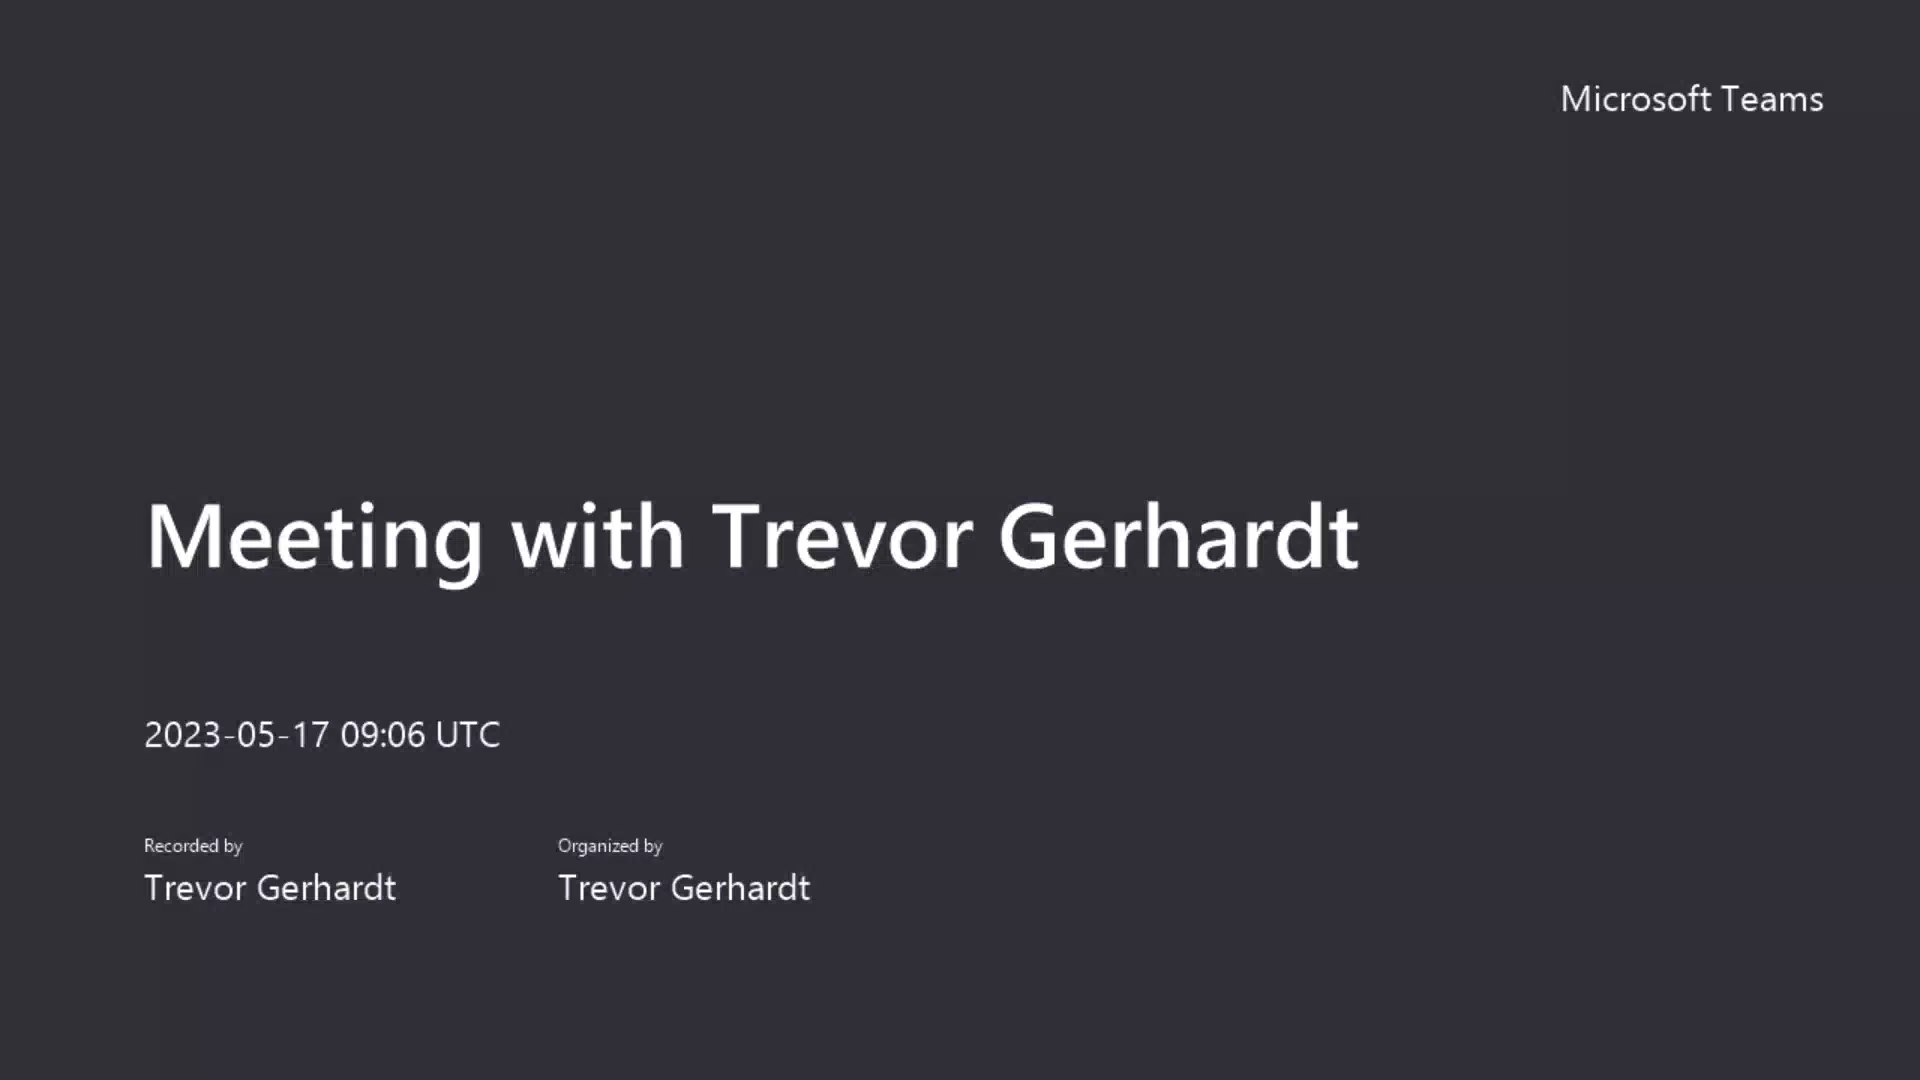 Microsoft Teams
Meeting with Trevor Gerhardt
2023-05-17 09:06 UTC
Recorded by
Trevor Gerhardt
Organized by
Trevor Gerhardt